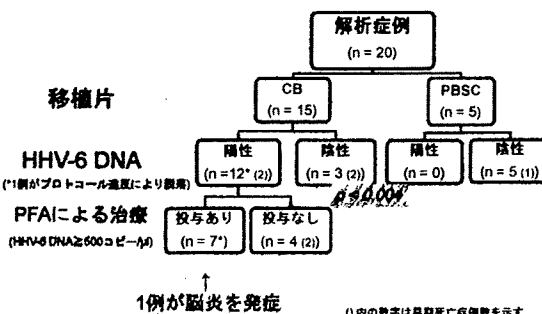 解析症例
(n = 20)
移植片
CB
(n = 15)
PBSC
(n = 5)
HHV-6 DNA
(*1例がプロトコール違反により脱落)
陽性
(n =12* (2))
陰性
(n = 3 (2))
陽性
(n = 0)
陰性
(n = 5 (1))
p = 0.004
PFAによる治療
(HHV-6 DNA≥500コピー/μl)
投与あり
(n = 7*)
投与なし
(n = 4 (2))
↑
1例が脳炎を発症
()内の数字は早期死亡症例数を示す